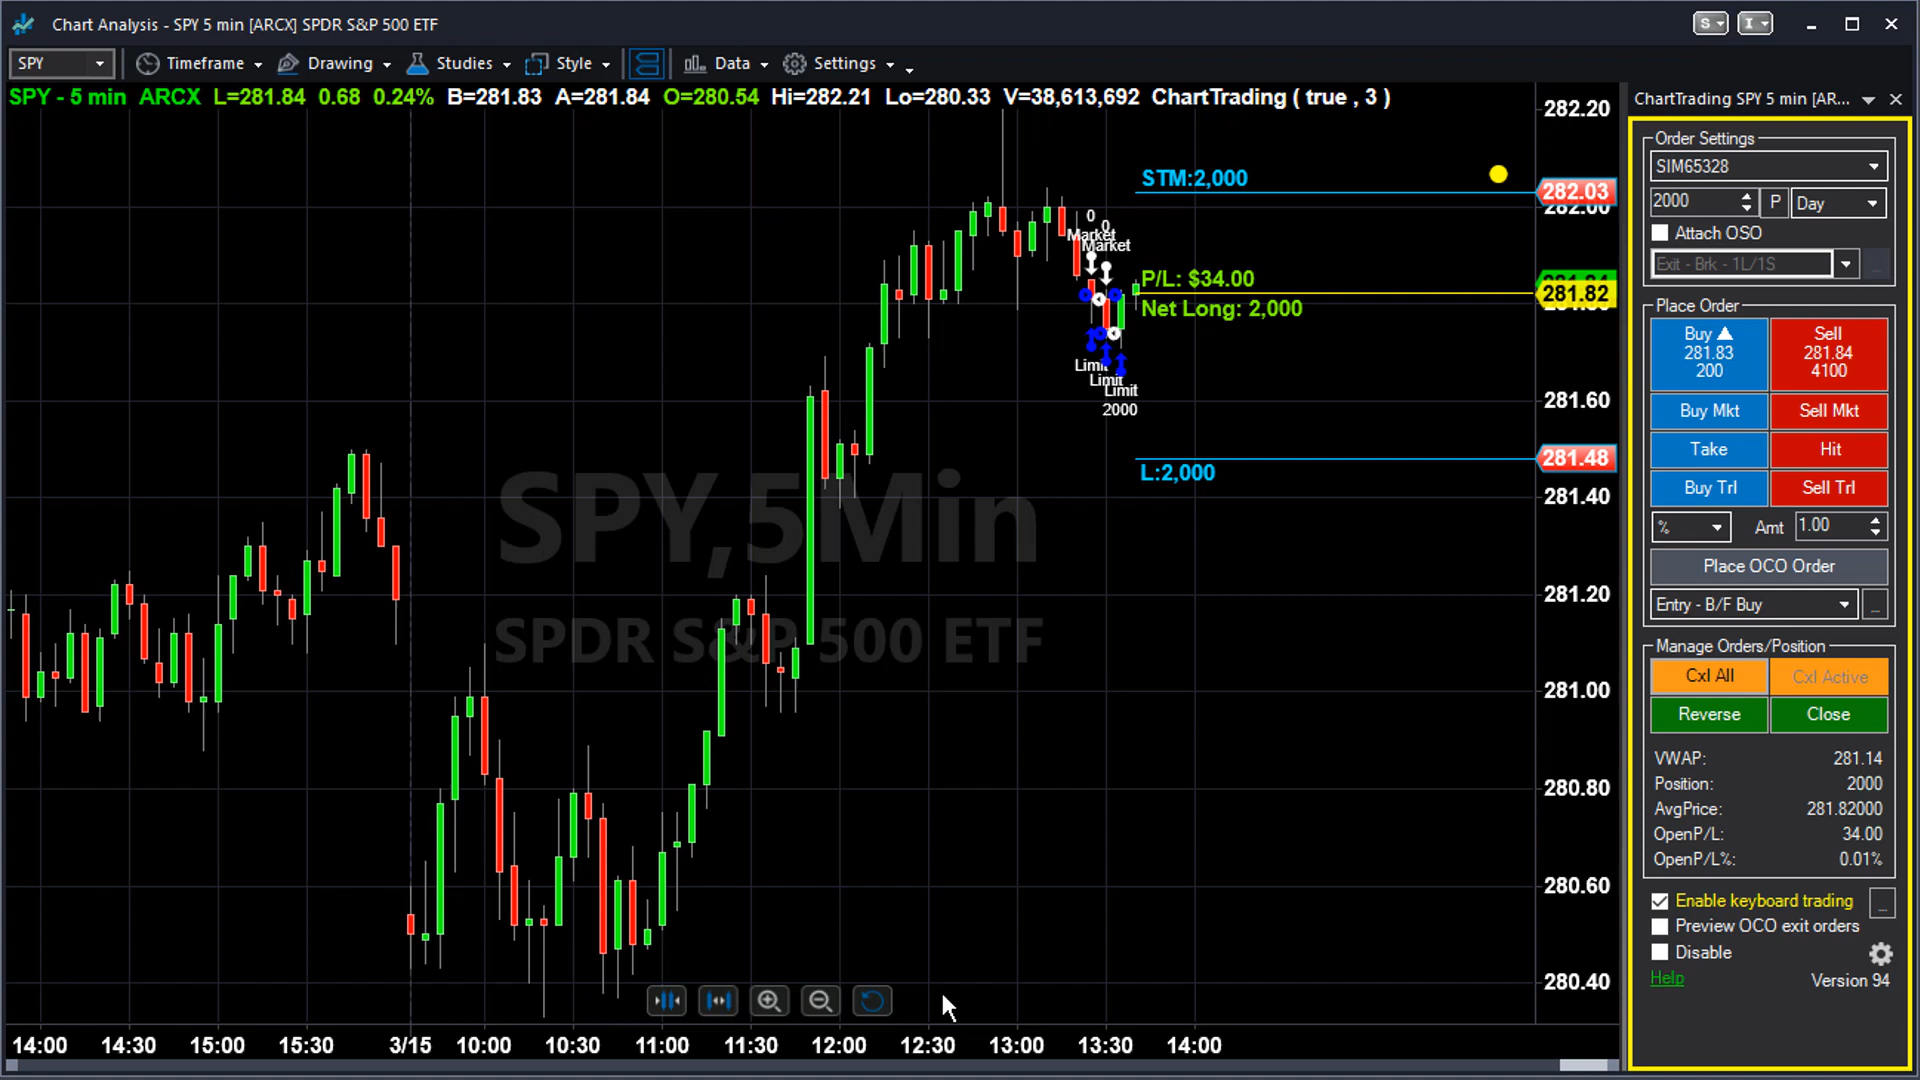 Chart Analysis - SPY 5 min [ARCX] SPDR S&P 500 ETF
S
I
SPY
Timeframe
Drawing
Studies
Style
Data
Settings
SPY - 5 min ARCX L=281.84 0.68 0.24% B=281.83 A=281.84 O=280.54 Hi=282.21 Lo=280.33 V=38,613,692 ChartTrading ( true , 3 )
282.20
282.03
282.00
281.82
281.60
281.48
281.40
281.20
281.00
280.80
280.60
280.40
STM:2,000
0
0
Market
Market
P/L: $34.00
Net Long: 2,000
Limit
Limit
Limit
2000
L:2,000
SPY,5Min
SPDR S&P 500 ETF
14:00 14:30 15:00 15:30 3/15 10:00 10:30 11:00 11:30 12:00 12:30 13:00 13:30 14:00
ChartTrading SPY 5 min [AR...
Order Settings
SIM65328
2000 P Day
Attach OSO
Exit - Brk - 1L/1S ...
Place Order
Buy
281.83
200
Sell
281.84
4100
Buy Mkt Sell Mkt
Take Hit
Buy Trl Sell Trl
% Amt 1.00
Place OCO Order
Entry - B/F Buy ...
Manage Orders/Position
Cxl All Cxl Active
Reverse Close
VWAP: 281.14
Position: 2000
AvgPrice: 281.82000
OpenP/L: 34.00
OpenP/L%: 0.01%
Enable keyboard trading ...
Preview OCO exit orders
Disable
Help Version 94